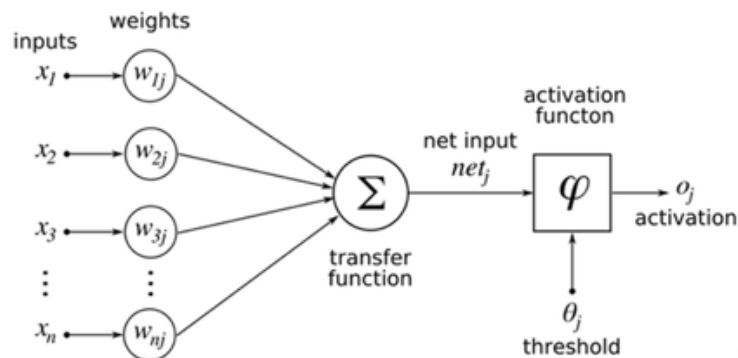 weights
inputs
x1
w1j
x2
w2j
x3
w3j
xn
wnj
Σ
transfer
function
net input
netj
activation
functon
φ
oj
activation
θj
threshold